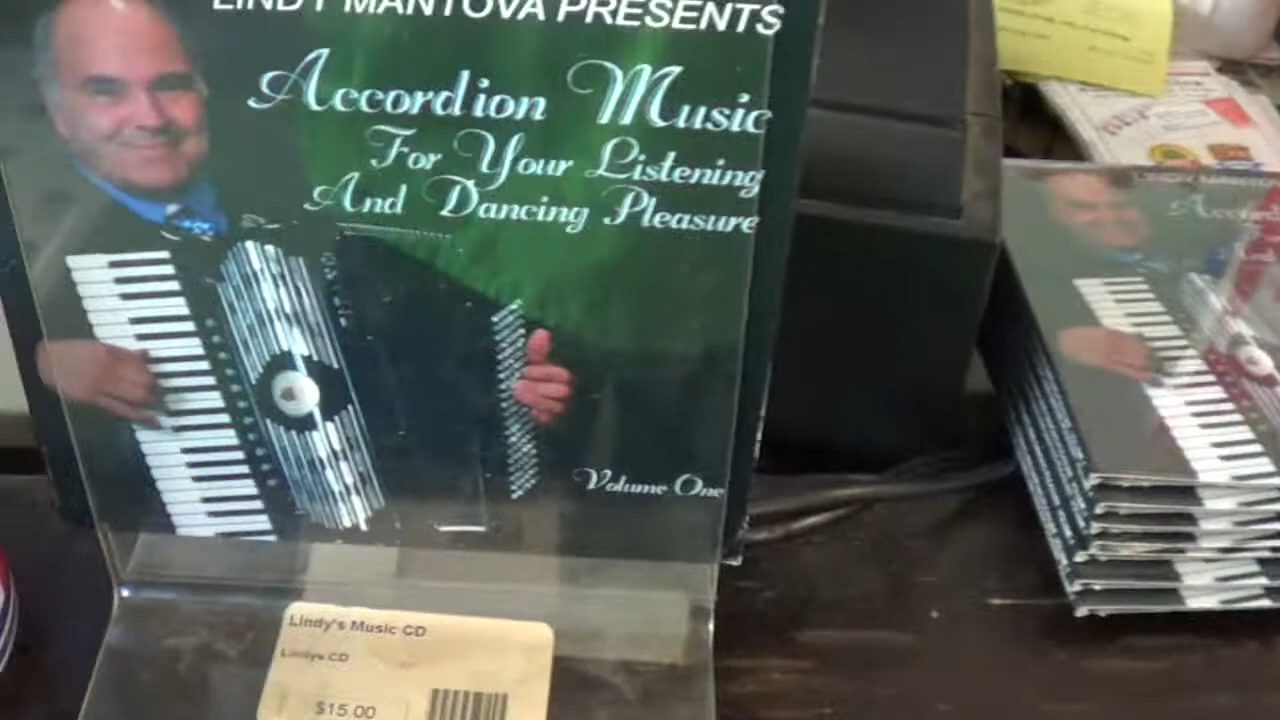 LINDY MANTOVA PRESENTS
Accordion Music
For Your Listening
And Dancing Pleasure
Volume One
Lindy's Music CD
Lindys CD
$15.00